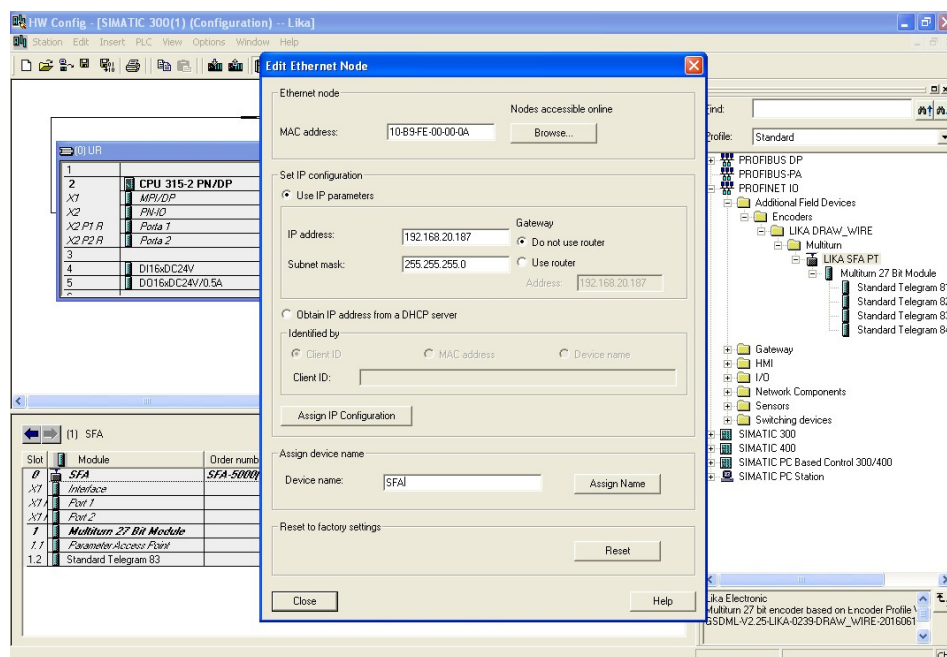 HW Config - [SIMATIC 300(1) (Configuration) -- Lika]
Station Edit Insert PLC View Options Window Help
(0) UR
1
2 CPU 315-2 PN/DP
X1 MPI/DP
X2 PN-IO
X2 P1 R Porta 1
X2 P2 R Porta 2
3
4 DI16xDC24V
5 DO16xDC24V/0.5A
(1) SFA
Slot Module Order numb
0 SFA SFA-5000
X1 Interface
X1 Port 1
X1 Port 2
1 Multiturn 27 Bit Module
1.1 Parameter Access Point
1.2 Standard Telegram 83
Edit Ethernet Node
Ethernet node
Nodes accessible online
MAC address: 10-B9-FE-00-00-0A Browse...
Set IP configuration
Use IP parameters
Gateway
IP address: 192.168.20.187 Do not use router
Subnet mask: 255.255.255.0 Use router
Address: 192.168.20.187
Obtain IP address from a DHCP server
Identified by
Client ID MAC address Device name
Client ID:
Assign IP Configuration
Assign device name
Device name: SFA Assign Name
Reset to factory settings
Reset
Close Help
Find:
Profile: Standard
PROFIBUS DP
PROFIBUS-PA
PROFINET IO
Additional Field Devices
Encoders
LIKA DRAW_WIRE
Multiturn
LIKA SFA PT
Multiturn 27 Bit Module
Standard Telegram 81
Standard Telegram 82
Standard Telegram 83
Standard Telegram 84
Gateway
HMI
I/O
Network Components
Sensors
Switching devices
SIMATIC 300
SIMATIC 400
SIMATIC PC Based Control 300/400
SIMATIC PC Station
Lika Electronic
Multiturn 27 bit encoder based on Encoder Profile V
GSDML-V2.25-LIKA-0239-DRAW_WIRE-2016061
Ch